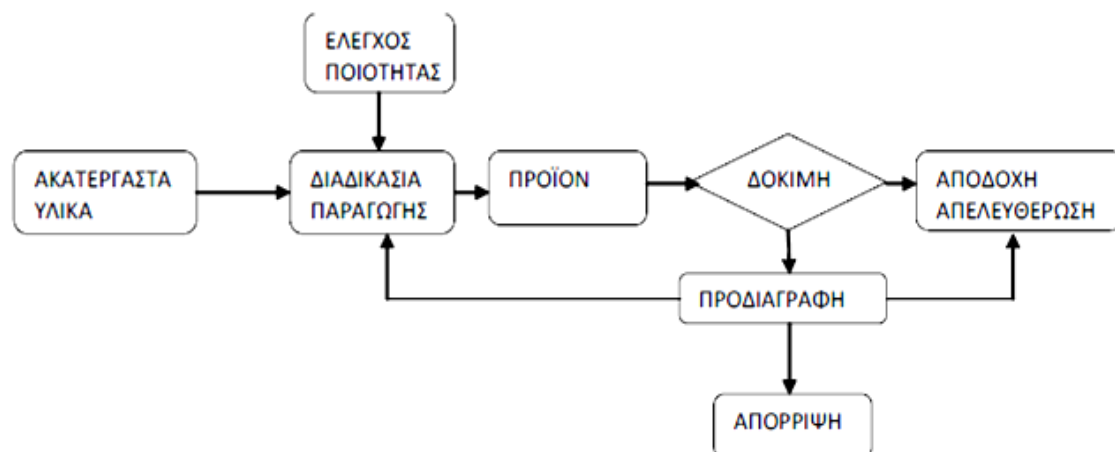 ΕΛΕΓΧΟΣ
ΠΟΙΟΤΗΤΑΣ
ΑΚΑΤΕΡΓΑΣΤΑ
ΥΛΙΚΑ
ΔΙΑΔΙΚΑΣΙΑ
ΠΑΡΑΓΩΓΗΣ
ΠΡΟΪΟΝ
ΔΟΚΙΜΗ
ΑΠΟΔΟΧΗ
ΑΠΕΛΕΥΘΕΡΩΣΗ
ΠΡΟΔΙΑΓΡΑΦΗ
ΑΠΟΡΡΙΨΗ